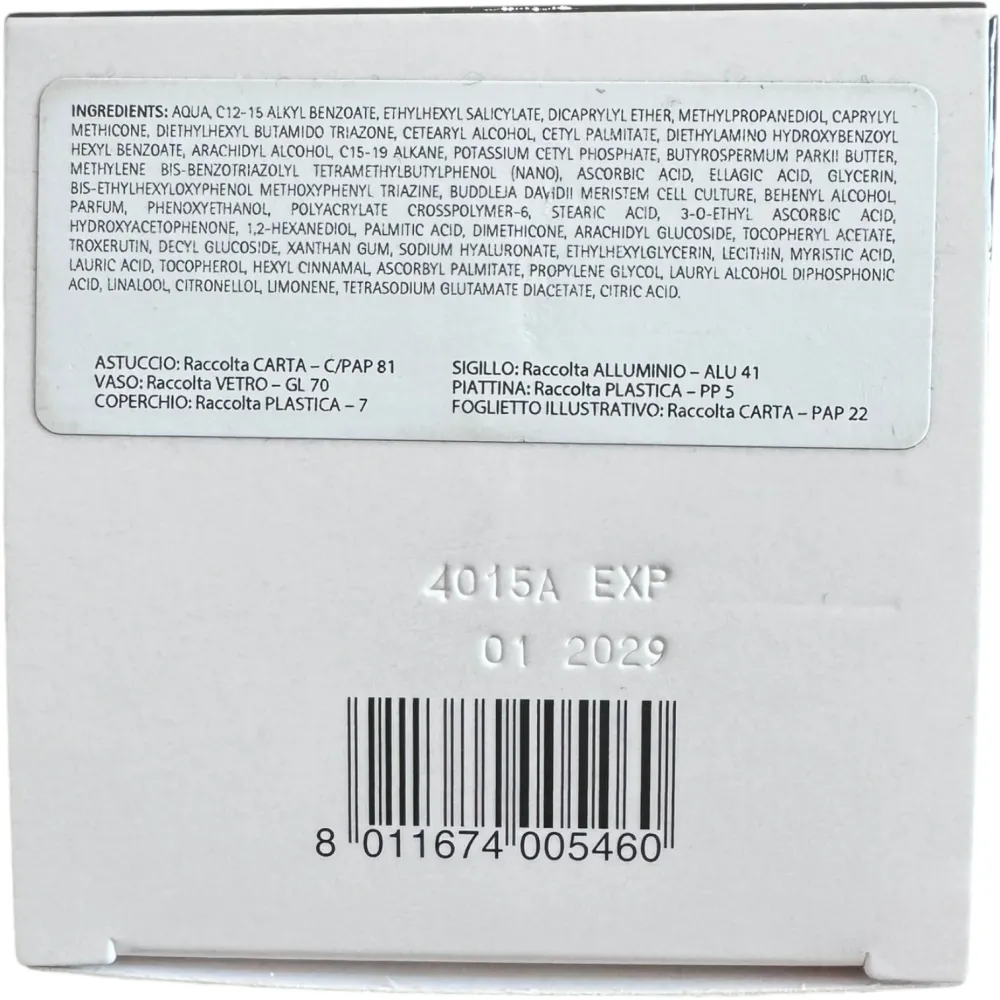 INGREDIENTS: AQUA, C12-15 ALKYL BENZOATE, ETHYLHEXYL SALICYLATE, DICAPRYLYL ETHER, METHYLPROPANEDIOL, CAPRYLYL
METHICONE, DIETHYLHEXYL BUTAMIDO TRIAZONE, CETEARYL ALCOHOL, CETYL PALMITATE, DIETHYLAMINO HYDROXYBENZOYL
HEXYL BENZOATE, ARACHIDYL ALCOHOL, C15-19 ALKANE, POTASSIUM CETYL PHOSPHATE, BUTYROSPERMUM PARKII BUTTER,
METHYLENE BIS-BENZOTRIAZOLYL TETRAMETHYLBUTYLPHENOL (NANO), ASCORBIC ACID, ELLAGIC ACID, GLYCERIN,
BIS-ETHYLHEXYLOXYPHENOL METHOXYPHENYL TRIAZINE, BUDDLEJA DAVIDII MERISTEM CELL CULTURE, BEHENYL ALCOHOL,
PARFUM, PHENOXYETHANOL, POLYACRYLATE CROSSPOLYMER-6, STEARIC ACID, 3-O-ETHYL ASCORBIC ACID,
HYDROXYACETOPHENONE, 1,2-HEXANEDIOL, PALMITIC ACID, DIMETHICONE, ARACHIDYL GLUCOSIDE, TOCOPHERYL ACETATE,
TROXERUTIN, DECYL GLUCOSIDE, XANTHAN GUM, SODIUM HYALURONATE, ETHYLHEXYLGLYCERIN, LECITHIN, MYRISTIC ACID,
LAURIC ACID, TOCOPHEROL, HEXYL CINNAMAL, ASCORBYL PALMITATE, PROPYLENE GLYCOL, LAURYL ALCOHOL DIPHOSPHONIC
ACID, LINALOOL, CITRONELLOL, LIMONENE, TETRASODIUM GLUTAMATE DIACETATE, CITRIC ACID.
ASTUCCIO: Raccolta CARTA – C/PAP 81
VASO: Raccolta VETRO – GL 70
COPERCHIO: Raccolta PLASTICA – 7
SIGILLO: Raccolta ALLUMINIO – ALU 41
PIATTINA: Raccolta PLASTICA – PP 5
FOGLIETTO ILLUSTRATIVO: Raccolta CARTA – PAP 22
4015A EXP
01 2029
8 011674 005460